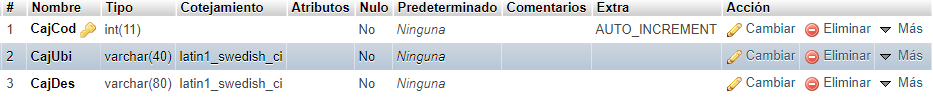 # Nombre Tipo Cotejamiento Atributos Nulo Predeterminado Comentarios Extra Acción
1 CajCod int(11) No Ninguna AUTO_INCREMENT Cambiar Eliminar Más
2 CajUbi varchar(40) latin1_swedish_ci No Ninguna Cambiar Eliminar Más
3 CajDes varchar(80) latin1_swedish_ci No Ninguna Cambiar Eliminar Más